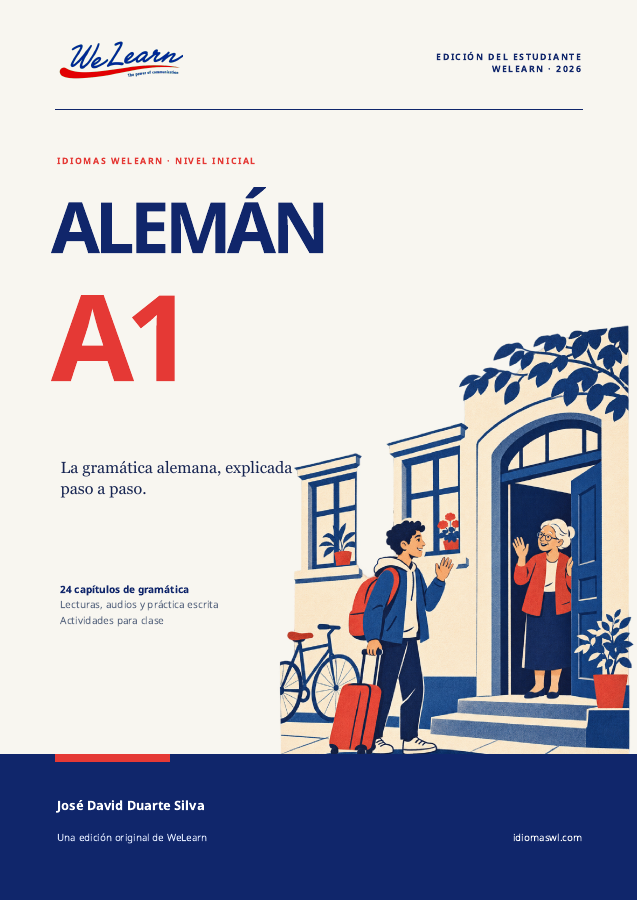 WeLearn
The power of communication
EDICIÓN DEL ESTUDIANTE
WELEARN · 2026
IDIOMAS WELEARN · NIVEL INICIAL
ALEMÁN
A1
La gramática alemana, explicada
paso a paso.
24 capítulos de gramática
Lecturas, audios y práctica escrita
Actividades para clase
José David Duarte Silva
Una edición original de WeLearn
idiomaswl.com